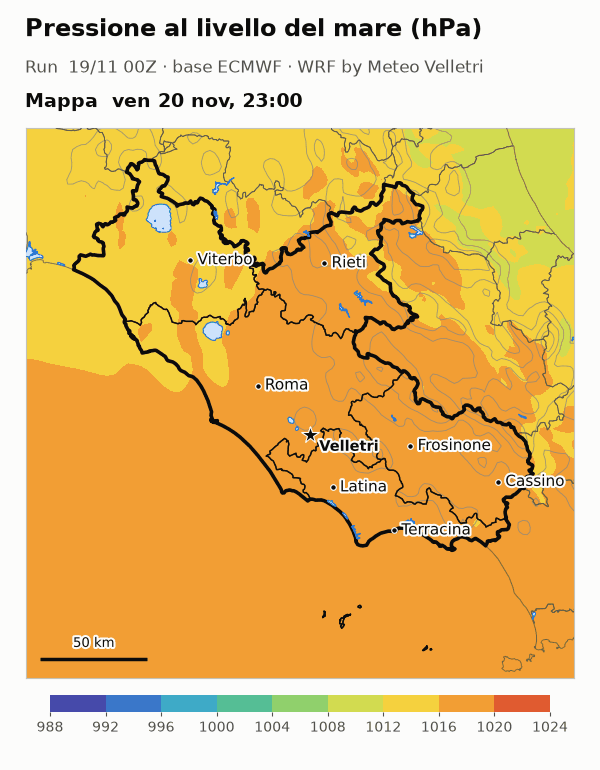 Pressione al livello del mare (hPa)
Run  19/11 00Z · base ECMWF · WRF by Meteo Velletri
Mappa  ven 20 nov, 23:00
Viterbo
Rieti
Roma
Velletri
Frosinone
Latina
Cassino
Terracina
50 km
988 992 996 1000 1004 1008 1012 1016 1020 1024